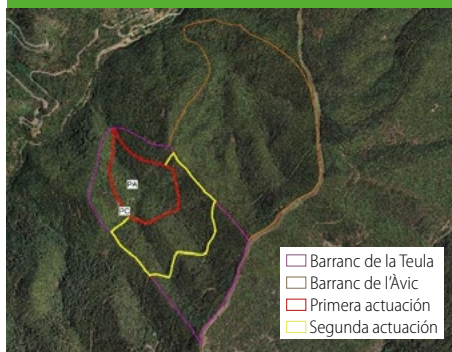 PA
PC
Barranc de la Teula
Barranc de l'Àvic
Primera actuación
Segunda actuación